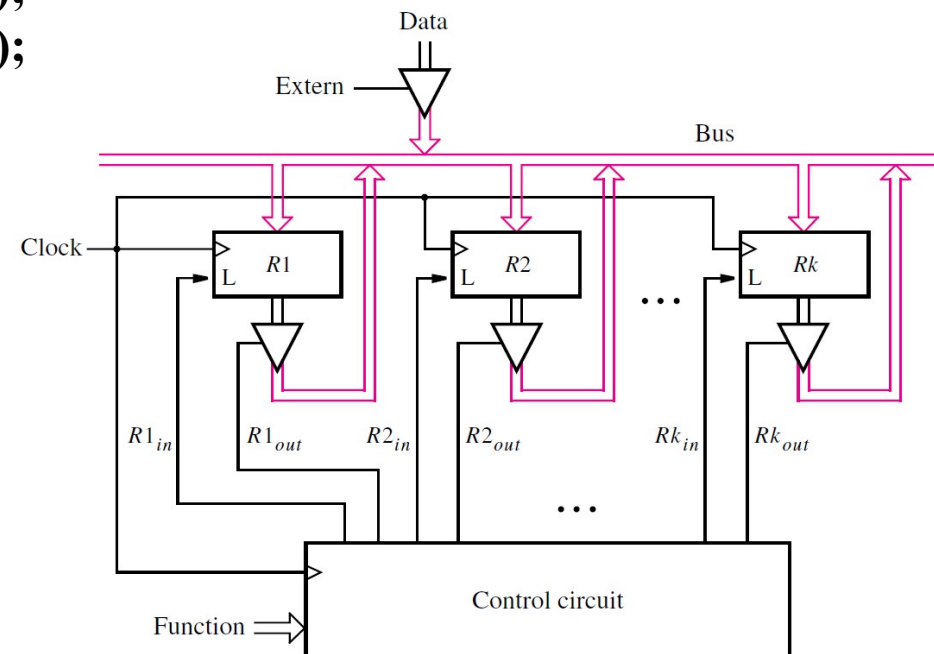 );
);
Data
Extern
Bus
Clock
R1
R2
Rk
L
L
L
...
R1in
R1out
R2in
R2out
Rkin
Rkout
...
Control circuit
Function